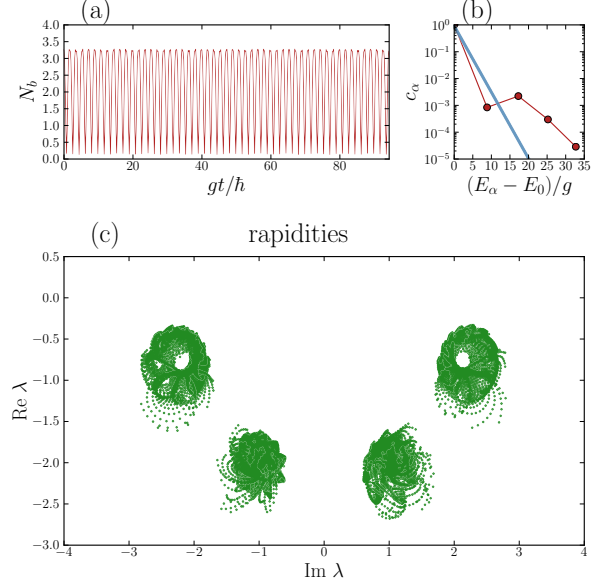 (a)
4.0
3.5
3.0
2.5
2.0
1.5
1.0
0.5
0.0
N_b
0 20 40 60 80
gt/ħ
(b)
10^0
10^{-1}
10^{-2}
10^{-3}
10^{-4}
10^{-5}
c_α
0 5 10 15 20 25 30 35
(E_α − E_0)/g
(c) rapidities
0.5
0.0
−0.5
−1.0
−1.5
−2.0
−2.5
−3.0
Re λ
−4 −3 −2 −1 0 1 2 3 4
Im λ